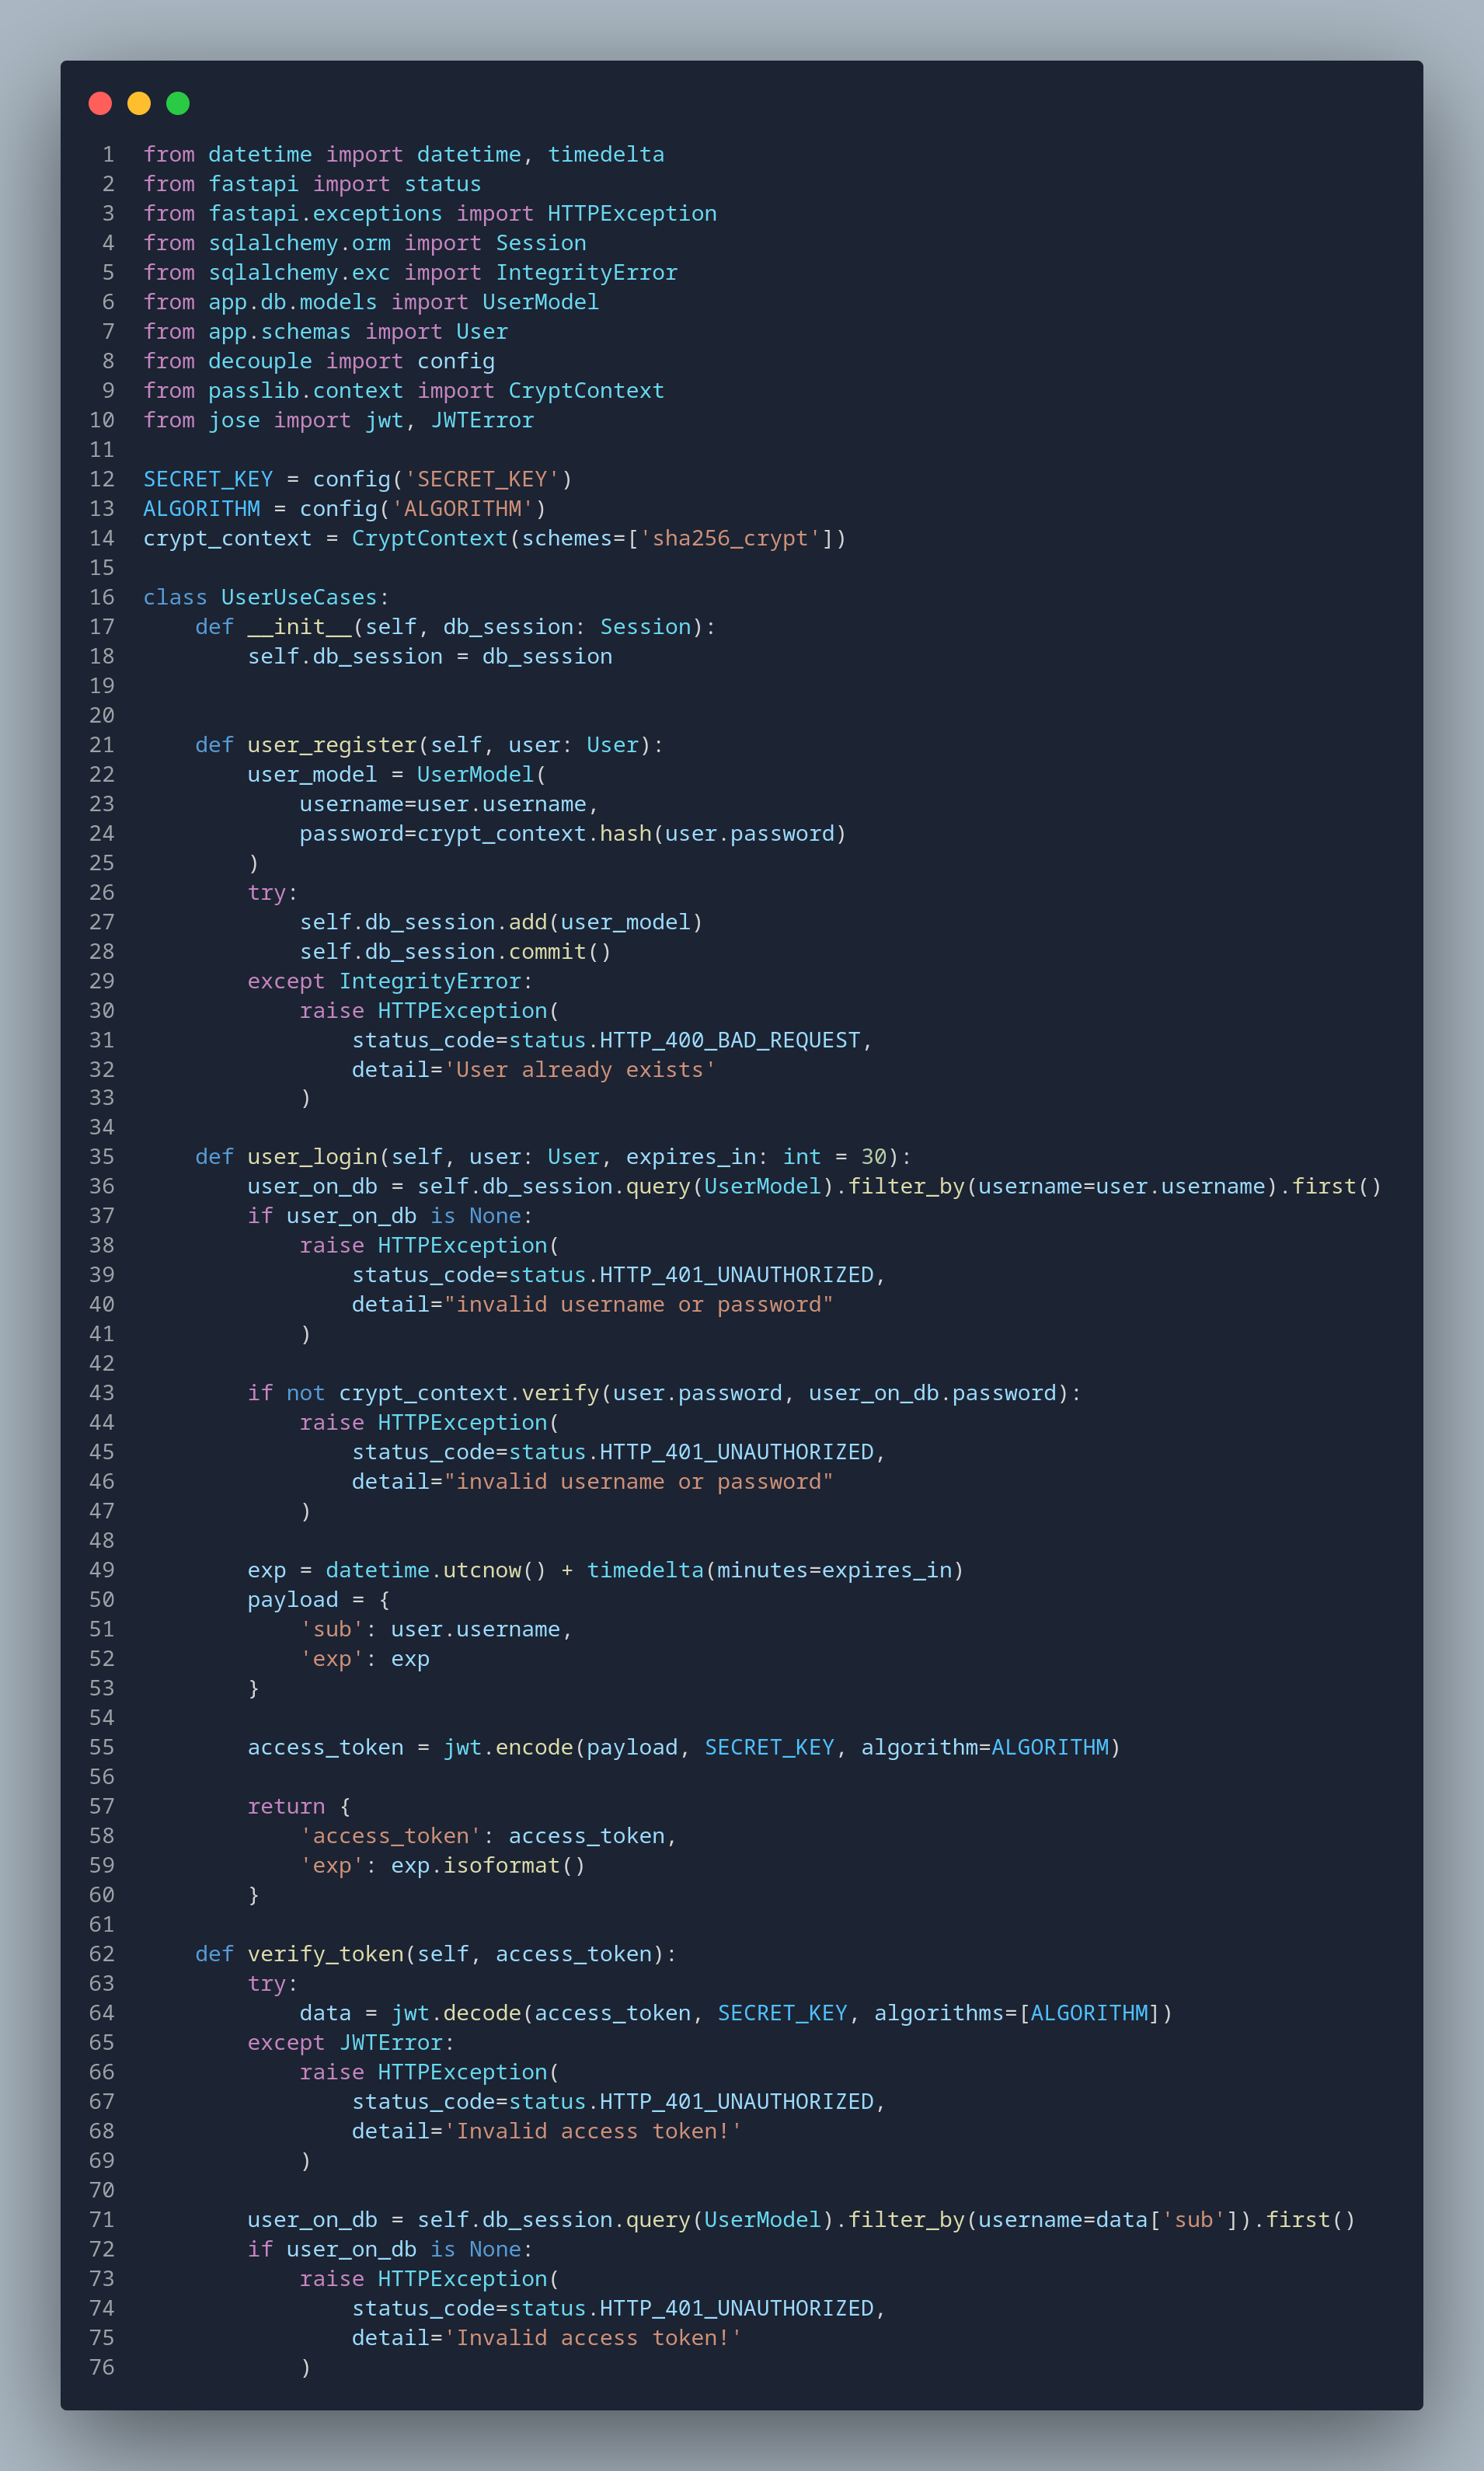 1 from datetime import datetime, timedelta
2 from fastapi import status
3 from fastapi.exceptions import HTTPException
4 from sqlalchemy.orm import Session
5 from sqlalchemy.exc import IntegrityError
6 from app.db.models import UserModel
7 from app.schemas import User
8 from decouple import config
9 from passlib.context import CryptContext
10 from jose import jwt, JWTError
11
12 SECRET_KEY = config('SECRET_KEY')
13 ALGORITHM = config('ALGORITHM')
14 crypt_context = CryptContext(schemes=['sha256_crypt'])
15
16 class UserUseCases:
17     def __init__(self, db_session: Session):
18         self.db_session = db_session
19
20
21     def user_register(self, user: User):
22         user_model = UserModel(
23             username=user.username,
24             password=crypt_context.hash(user.password)
25         )
26         try:
27             self.db_session.add(user_model)
28             self.db_session.commit()
29         except IntegrityError:
30             raise HTTPException(
31                 status_code=status.HTTP_400_BAD_REQUEST,
32                 detail='User already exists'
33             )
34
35     def user_login(self, user: User, expires_in: int = 30):
36         user_on_db = self.db_session.query(UserModel).filter_by(username=user.username).first()
37         if user_on_db is None:
38             raise HTTPException(
39                 status_code=status.HTTP_401_UNAUTHORIZED,
40                 detail="invalid username or password"
41             )
42
43         if not crypt_context.verify(user.password, user_on_db.password):
44             raise HTTPException(
45                 status_code=status.HTTP_401_UNAUTHORIZED,
46                 detail="invalid username or password"
47             )
48
49         exp = datetime.utcnow() + timedelta(minutes=expires_in)
50         payload = {
51             'sub': user.username,
52             'exp': exp
53         }
54
55         access_token = jwt.encode(payload, SECRET_KEY, algorithm=ALGORITHM)
56
57         return {
58             'access_token': access_token,
59             'exp': exp.isoformat()
60         }
61
62     def verify_token(self, access_token):
63         try:
64             data = jwt.decode(access_token, SECRET_KEY, algorithms=[ALGORITHM])
65         except JWTError:
66             raise HTTPException(
67                 status_code=status.HTTP_401_UNAUTHORIZED,
68                 detail='Invalid access token!'
69             )
70
71         user_on_db = self.db_session.query(UserModel).filter_by(username=data['sub']).first()
72         if user_on_db is None:
73             raise HTTPException(
74                 status_code=status.HTTP_401_UNAUTHORIZED,
75                 detail='Invalid access token!'
76             )